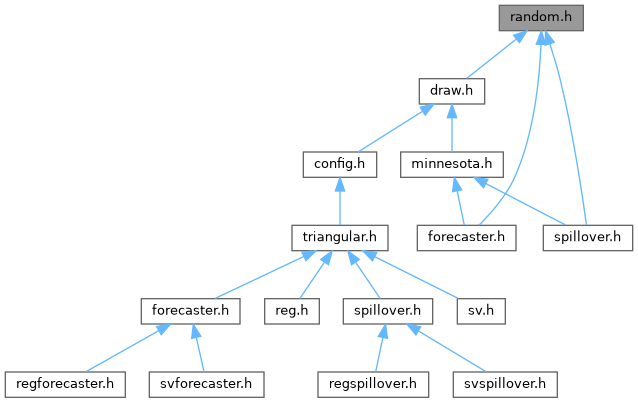 random.h
draw.h
config.h
minnesota.h
triangular.h
forecaster.h
spillover.h
forecaster.h
reg.h
spillover.h
sv.h
regforecaster.h
svforecaster.h
regspillover.h
svspillover.h